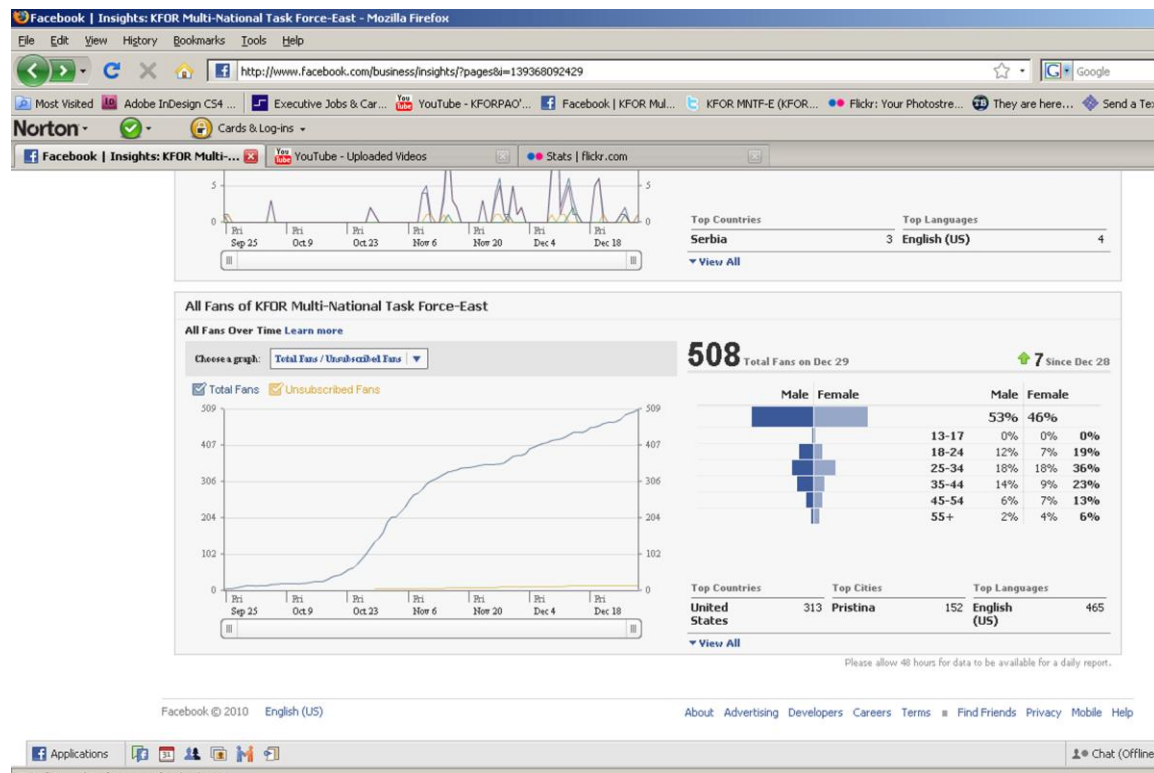 Facebook | Insights: KFOR Multi-National Task Force-East - Mozilla Firefox
File Edit View History Bookmarks Tools Help
http://www.facebook.com/business/insights/?pages&i=139368092429
Google
Most Visited Adobe InDesign CS4 ... Executive Jobs & Car... YouTube - KFORPAO'... Facebook | KFOR Mul... KFOR MNTF-E (KFOR... Flickr: Your Photostre... They are here... Send a Te
Norton Cards & Log-ins
Facebook | Insights: KFOR Multi-... YouTube - Uploaded Videos Stats | flickr.com
5 5
0 0
Fri Fri Fri Fri Fri Fri Fri
Sep 25 Oct 9 Oct 23 Nov 6 Nov 20 Dec 4 Dec 18
Top Countries Top Languages
Serbia 3 English (US) 4
View All
All Fans of KFOR Multi-National Task Force-East
All Fans Over Time Learn more
Choose a graph: Total Fans / Unsubscribed Fans
Total Fans Unsubscribed Fans
509 509
407 407
306 306
204 204
102 102
0 0
Fri Fri Fri Fri Fri Fri Fri
Sep 25 Oct 9 Oct 23 Nov 6 Nov 20 Dec 4 Dec 18
508 Total Fans on Dec 29 7 Since Dec 28
Male Female Male Female
53% 46%
13-17 0% 0% 0%
18-24 12% 7% 19%
25-34 18% 18% 36%
35-44 14% 9% 23%
45-54 6% 7% 13%
55+ 2% 4% 6%
Top Countries Top Cities Top Languages
United States 313 Pristina 152 English (US) 465
View All
Please allow 48 hours for data to be available for a daily report.
Facebook © 2010 English (US) About Advertising Developers Careers Terms Find Friends Privacy Mobile Help
Applications 31 Chat (Offline